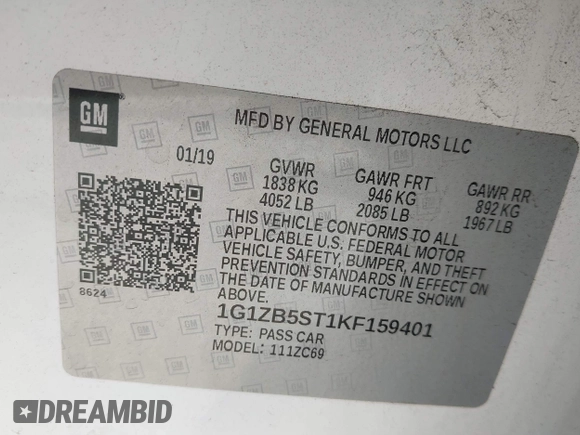 GM
MFD BY GENERAL MOTORS LLC
01/19
GVWR
1838 KG
4052 LB
GAWR FRT
946 KG
2085 LB
GAWR RR
892 KG
1967 LB
THIS VEHICLE CONFORMS TO ALL
APPLICABLE U.S. FEDERAL MOTOR
VEHICLE SAFETY, BUMPER, AND THEFT
PREVENTION STANDARDS IN EFFECT ON
THE DATE OF MANUFACTURE SHOWN
ABOVE.
8624
1G1ZB5ST1KF159401
TYPE: PASS CAR
MODEL: 111ZC69
DREAMBID